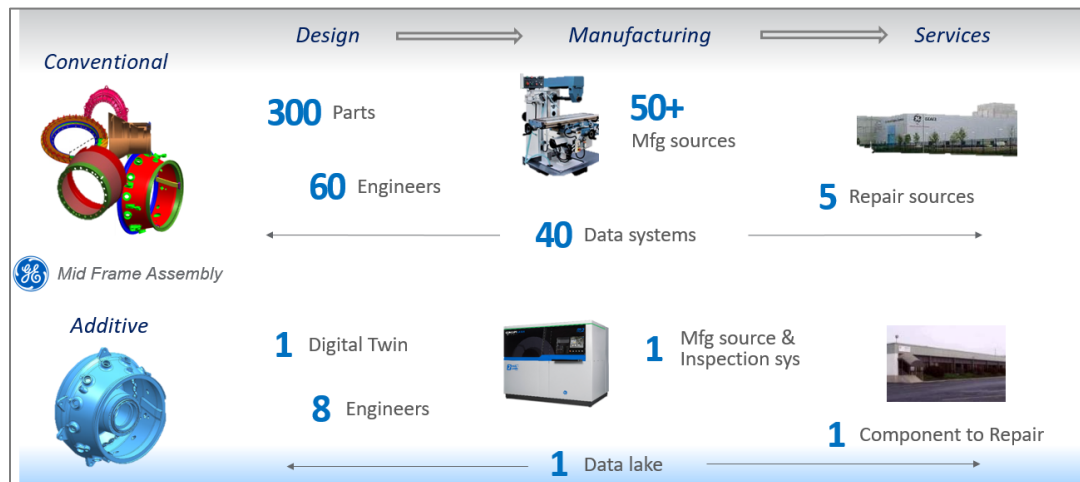 Design
Manufacturing
Services
Conventional
300 Parts
50+
Mfg sources
60 Engineers
5 Repair sources
40 Data systems
GE Mid Frame Assembly
Additive
1 Digital Twin
1 Mfg source &
Inspection sys
8 Engineers
1 Component to Repair
1 Data lake